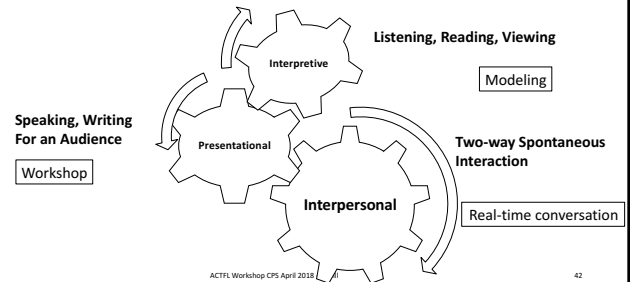 Interpretive
Listening, Reading, Viewing
Modeling
Speaking, Writing
For an Audience
Workshop
Presentational
Two-way Spontaneous
Interaction
Interpersonal
Real-time conversation
ACTFL Workshop CPS April 2018
42